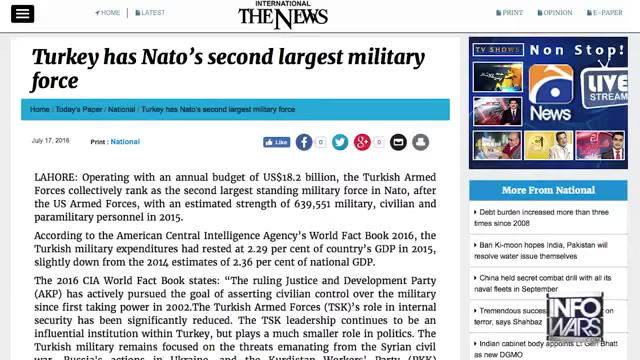 HOME
LATEST
INTERNATIONAL
THE NEWS
PRINT
OPINION
E-PAPER
Turkey has Nato's second largest military
force
Home / Today's Paper / National / Turkey has Nato's second largest military force
July 17, 2016
Print : National
Like
0
0
0
LAHORE: Operating with an annual budget of US$18.2 billion, the Turkish Armed
Forces collectively rank as the second largest standing military force in Nato, after
the US Armed Forces, with an estimated strength of 639,551 military, civilian and
paramilitary personnel in 2015.
According to the American Central Intelligence Agency's World Fact Book 2016, the
Turkish military expenditures had rested at 2.29 per cent of country's GDP in 2015,
slightly down from the 2014 estimates of 2.36 per cent of national GDP.
The 2016 CIA World Fact Book states: "The ruling Justice and Development Party
(AKP) has actively pursued the goal of asserting civilian control over the military
since first taking power in 2002.The Turkish Armed Forces (TSK)'s role in internal
security has been significantly reduced. The TSK leadership continues to be an
influential institution within Turkey, but plays a much smaller role in politics. The
Turkish military remains focused on the threats emanating from the Syrian civil
war, Russia's actions in Ukraine, and the Kurdistan Workers' Party (PKK)
TV SHOWS
Non Stop!
News
LIVE
STREAM
More From National
Debt burden increased more than three
times since 2008
Ban Ki-moon hopes India, Pakistan will
resolve water issue themselves
China held secret combat drill with all its
naval fleets in September
Tremendous success
on terror, says Shahbaz
Indian cabinet body appoints Lt Gen Bhatt
as new DGMO
INFO
WARS